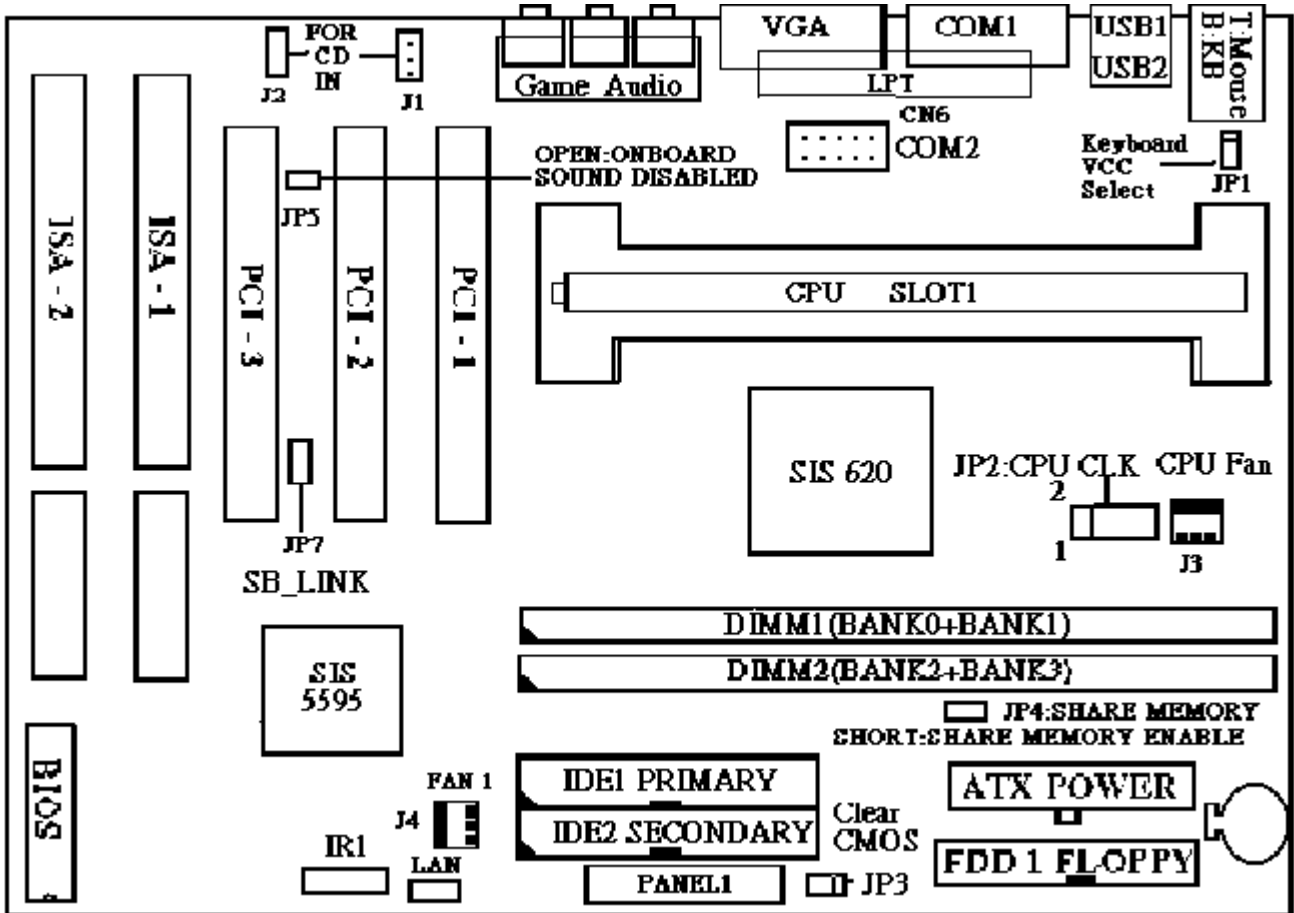 FOR
CD
IN
J2
J1
Game Audio
VGA
COM1
LPT
USB1
USB2
T:Mouse
B:KB
CN6
COM2
Keyboard
VCC
Select
JP1
OPEN:ONBOARD
SOUND DISABLED
JP5
ISA - 2
ISA - 1
PCI - 3
PCI - 2
PCI - 1
CPU SLOT1
SIS 620
JP2:CPU CLK
2
1
CPU Fan
J3
JP7
SB_LINK
DIMM1(BANK0+BANK1)
DIMM2(BANK2+BANK3)
SIS
5595
JP4:SHARE MEMORY
SHORT:SHARE MEMORY ENABLE
BIOS
FAN 1
J4
IDE1 PRIMARY
IDE2 SECONDARY
Clear
CMOS
ATX POWER
FDD 1 FLOPPY
IR1
LAN
PANEL1
JP3